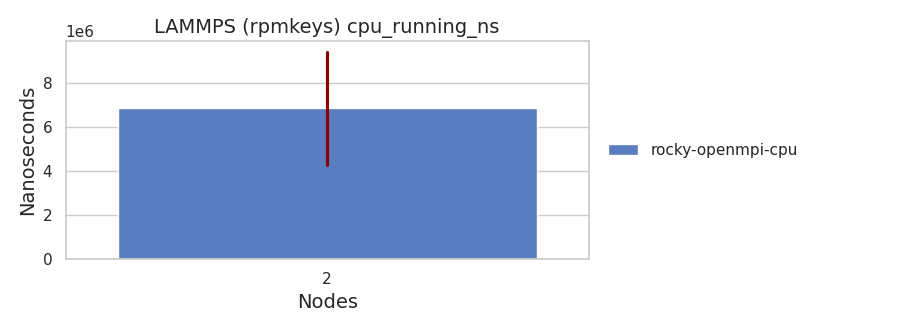 LAMMPS (rpmkeys) cpu_running_ns
1e6
8
6
4
2
0
Nanoseconds
2
Nodes
rocky-openmpi-cpu